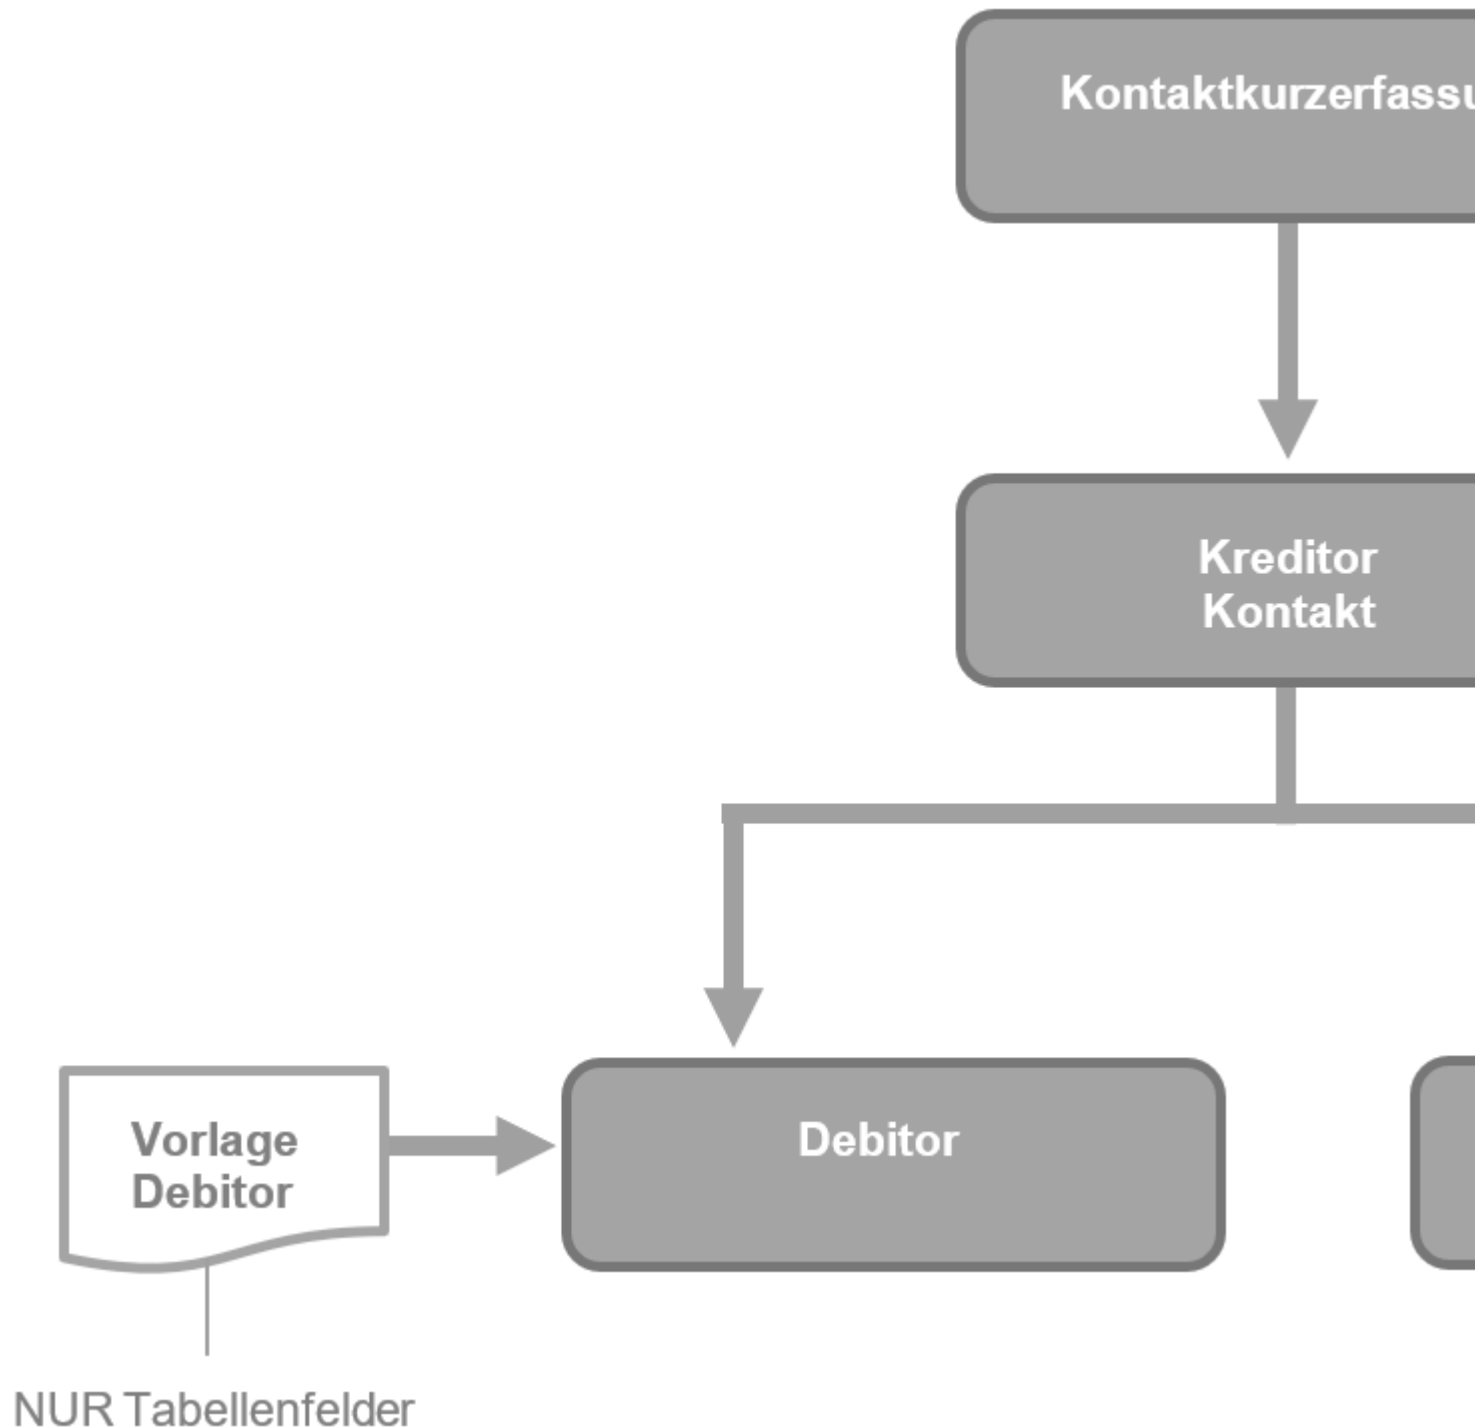 Kontaktkurzerfassu
Kreditor
Kontakt
Vorlage
Debitor
Debitor
NUR Tabellenfelder